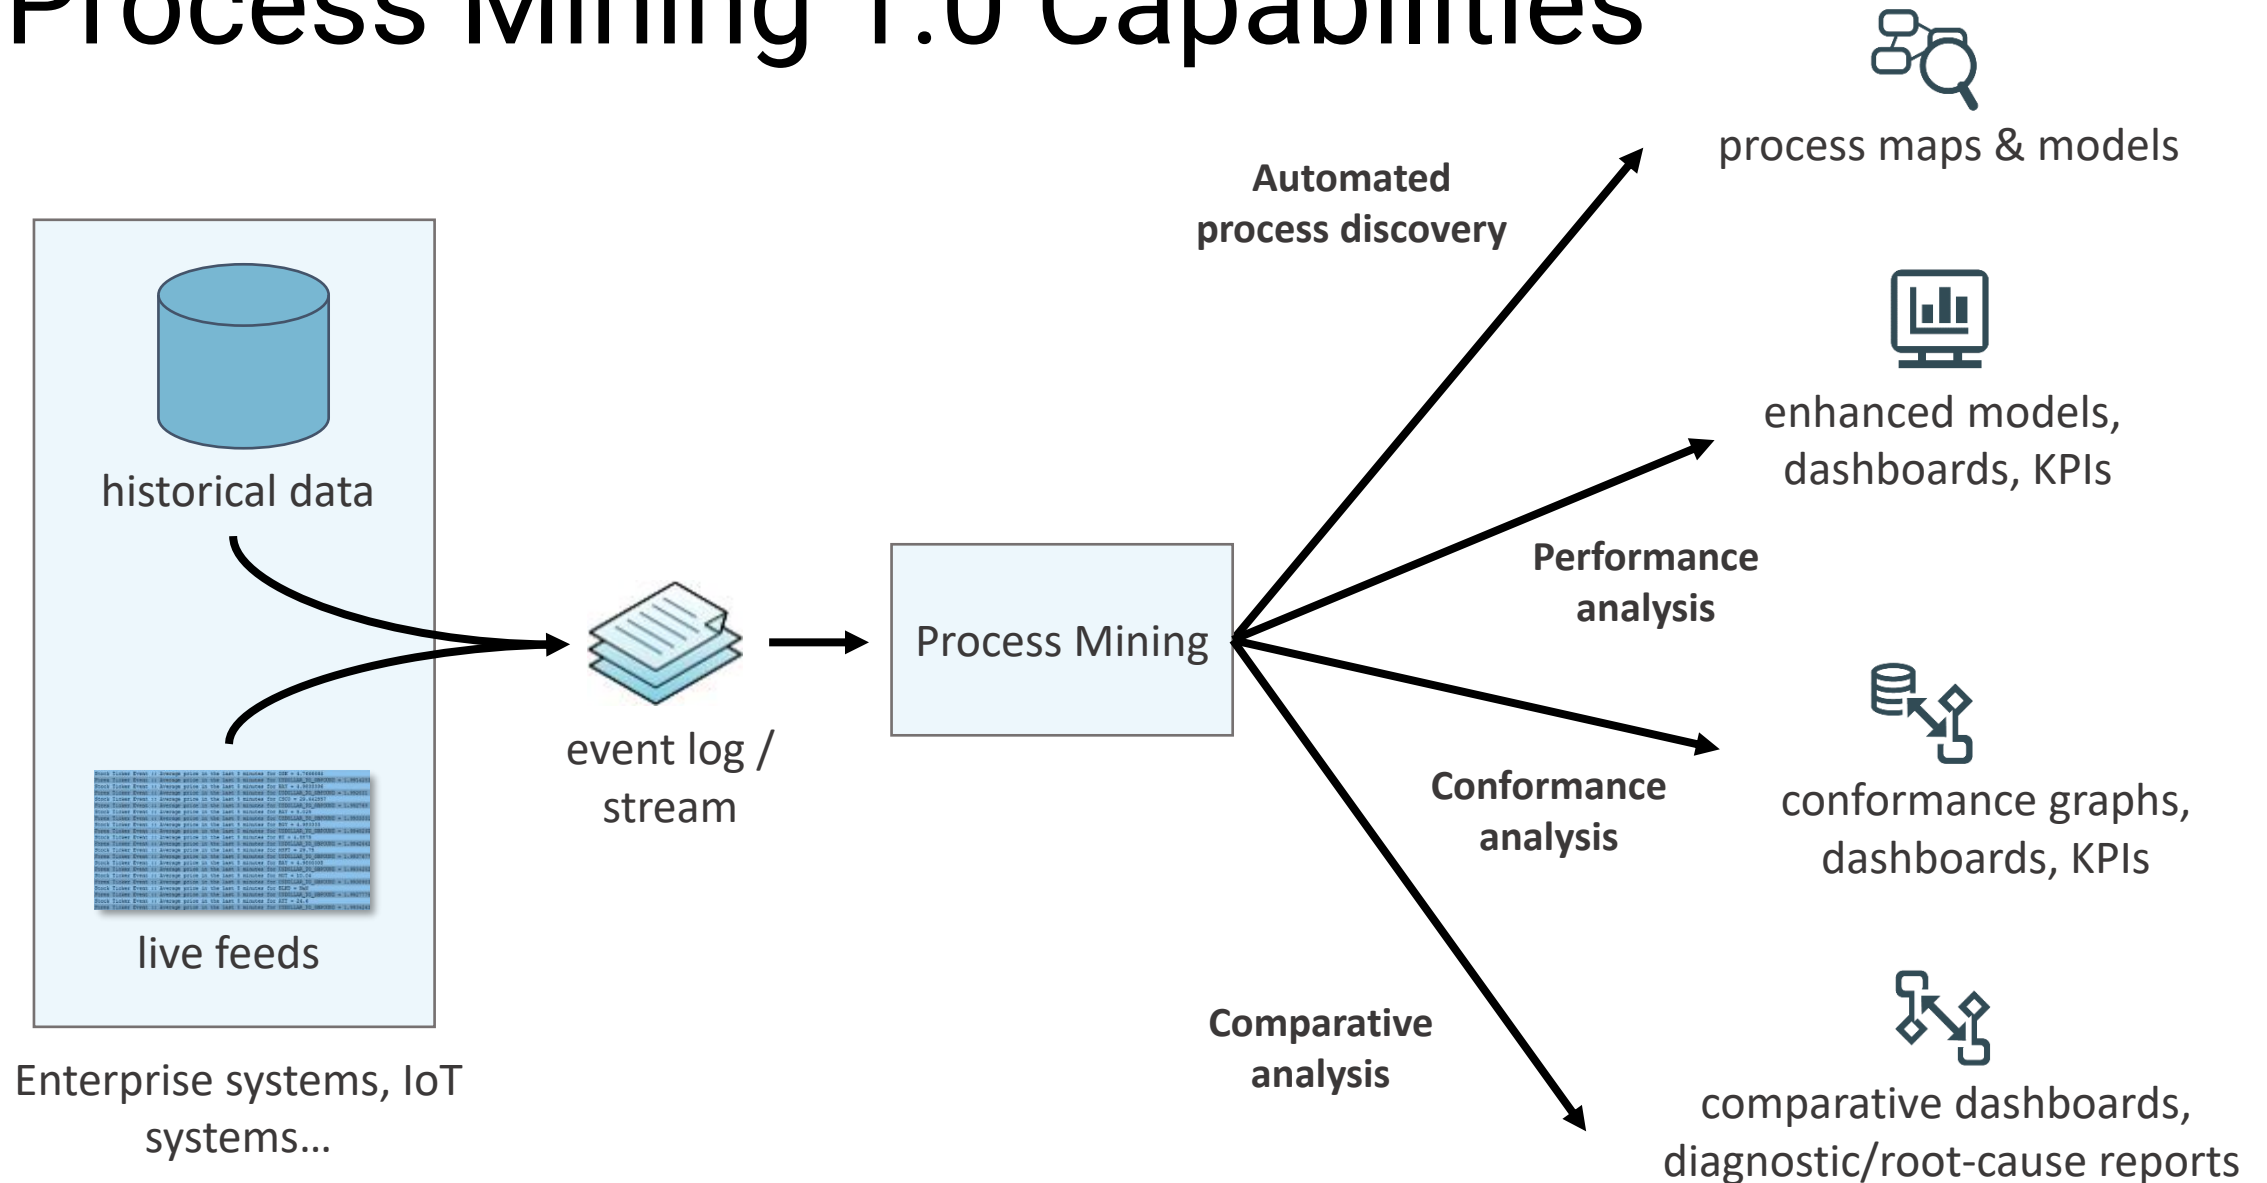 Process Mining 1.0 Capabilities
process maps & models
Automated
process discovery
enhanced models,
dashboards, KPIs
historical data
Performance
analysis
Process Mining
event log /
stream
Conformance
analysis
conformance graphs,
dashboards, KPIs
live feeds
Comparative
analysis
Enterprise systems, IoT
systems…
comparative dashboards,
diagnostic/root-cause reports